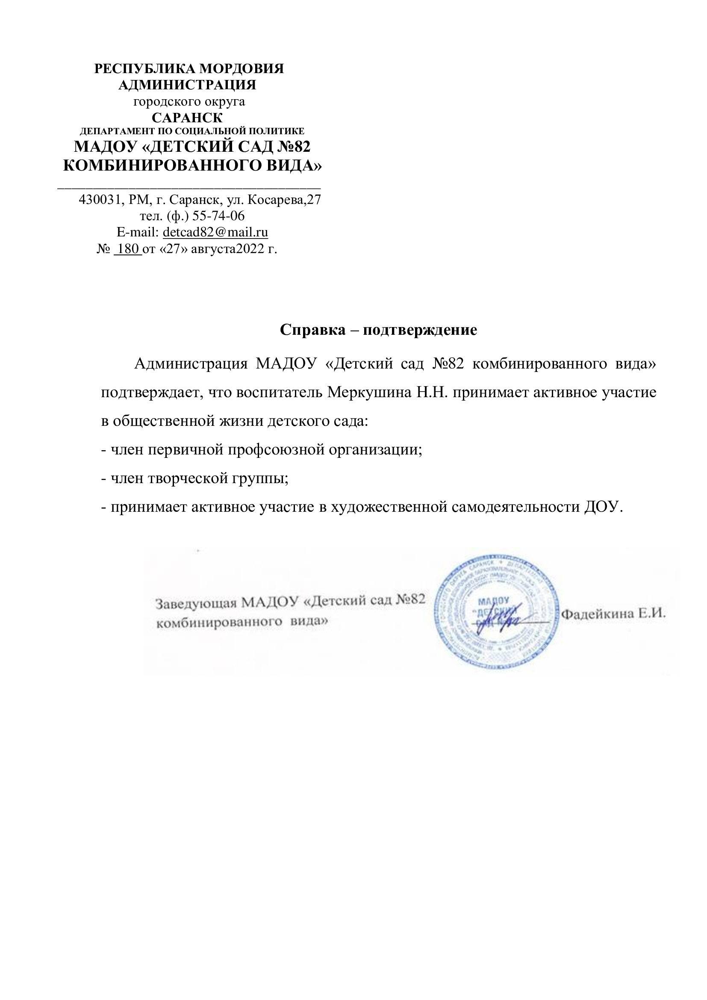 РЕСПУБЛИКА МОРДОВИЯ
АДМИНИСТРАЦИЯ
городского округа
САРАНСК
ДЕПАРТАМЕНТ ПО СОЦИАЛЬНОЙ ПОЛИТИКЕ
МАДОУ «ДЕТСКИЙ САД №82
КОМБИНИРОВАННОГО ВИДА»
430031, РМ, г. Саранск, ул. Косарева,27
тел. (ф.) 55-74-06
E-mail: detcad82@mail.ru
№ 180 от «27» августа2022 г.
Справка – подтверждение
Администрация МАДОУ «Детский сад №82 комбинированного вида»
подтверждает, что воспитатель Меркушина Н.Н. принимает активное участие
в общественной жизни детского сада:
- член первичной профсоюзной организации;
- член творческой группы;
- принимает активное участие в художественной самодеятельности ДОУ.
Заведующая МАДОУ «Детский сад №82
комбинированного вида»
МАДОУ
"ДЕТСКИЙ
САД
Фадейкина Е.И.